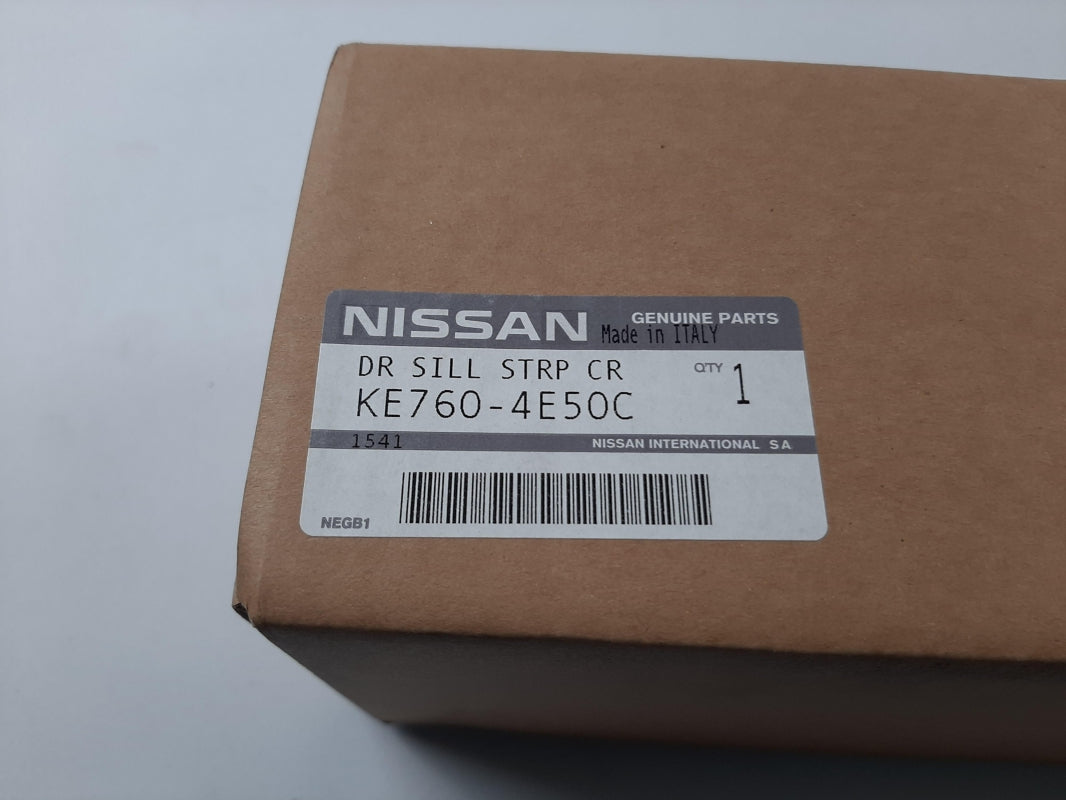 NISSAN GENUINE PARTS
Made in ITALY
DR SILL STRP CR QTY 1
KE760-4E50C
1541 NISSAN INTERNATIONAL SA
NEGB1